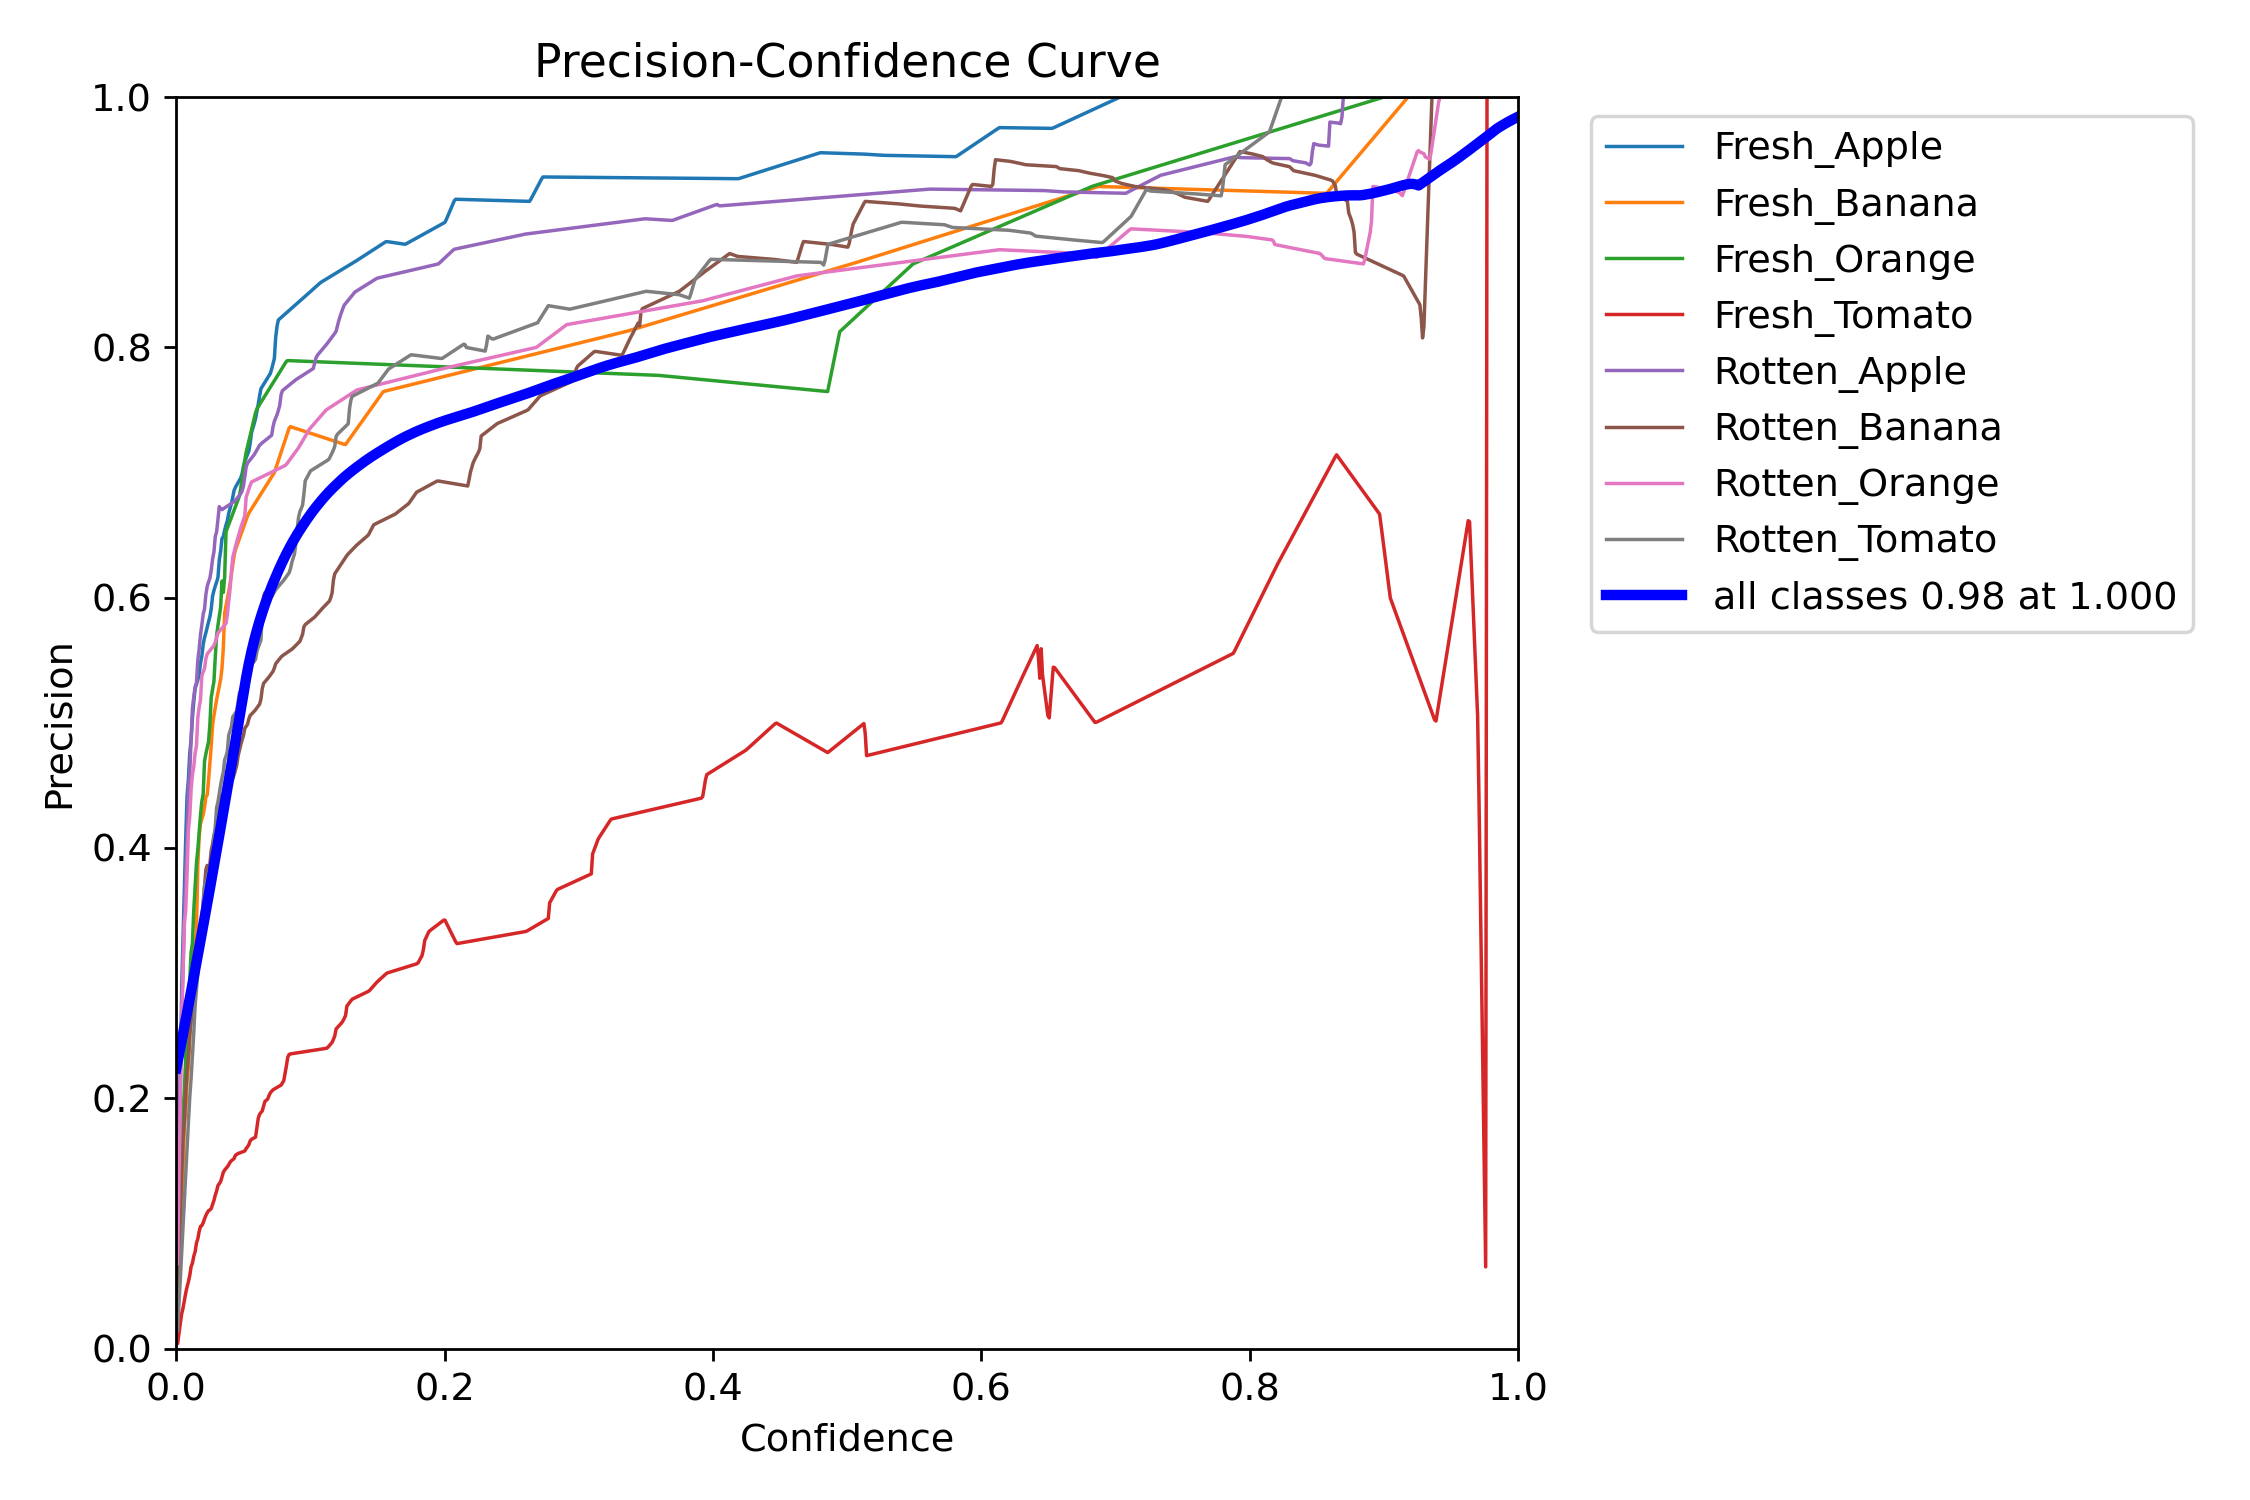 Precision-Confidence Curve
1.0
0.8
0.6
0.4
0.2
0.0
Precision
0.0 0.2 0.4 0.6 0.8 1.0
Confidence
Fresh_Apple
Fresh_Banana
Fresh_Orange
Fresh_Tomato
Rotten_Apple
Rotten_Banana
Rotten_Orange
Rotten_Tomato
all classes 0.98 at 1.000